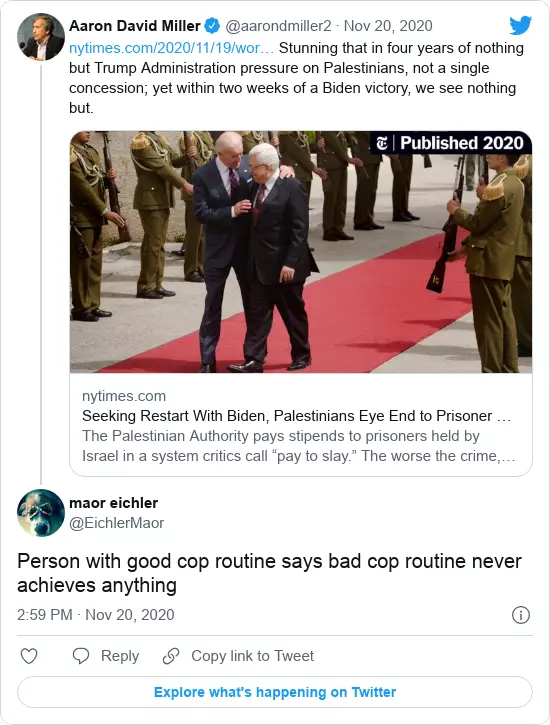 Aaron David Miller @aarondmiller2 · Nov 20, 2020
nytimes.com/2020/11/19/wor… Stunning that in four years of nothing
but Trump Administration pressure on Palestinians, not a single
concession; yet within two weeks of a Biden victory, we see nothing
but.
Published 2020
nytimes.com
Seeking Restart With Biden, Palestinians Eye End to Prisoner …
The Palestinian Authority pays stipends to prisoners held by
Israel in a system critics call “pay to slay.” The worse the crime,…
maor eichler
@EichlerMaor
Person with good cop routine says bad cop routine never
achieves anything
2:59 PM · Nov 20, 2020
Reply
Copy link to Tweet
Explore what's happening on Twitter